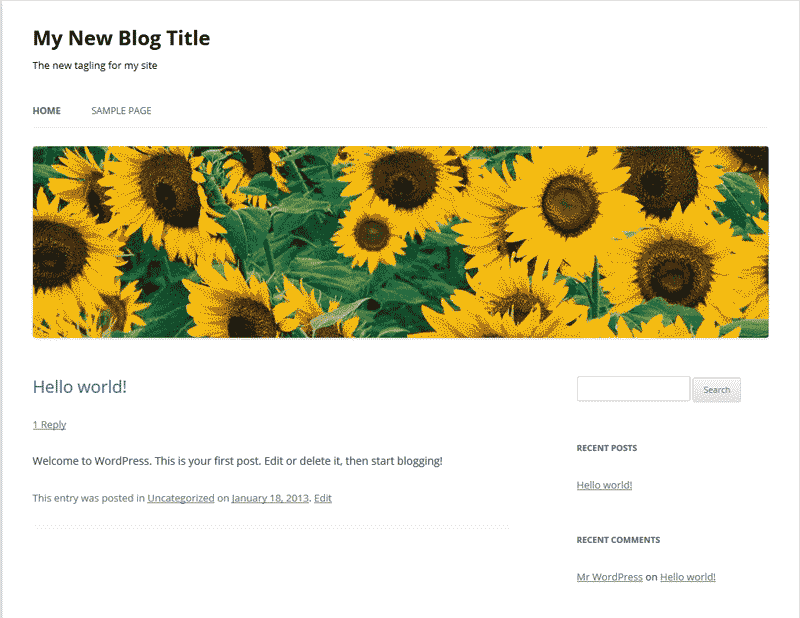 My New Blog Title
The new tagling for my site
HOME SAMPLE PAGE
Hello world!
1 Reply
Welcome to WordPress. This is your first post. Edit or delete it, then start blogging!
This entry was posted in Uncategorized on January 18, 2013. Edit
Search
RECENT POSTS
Hello world!
RECENT COMMENTS
Mr WordPress on Hello world!